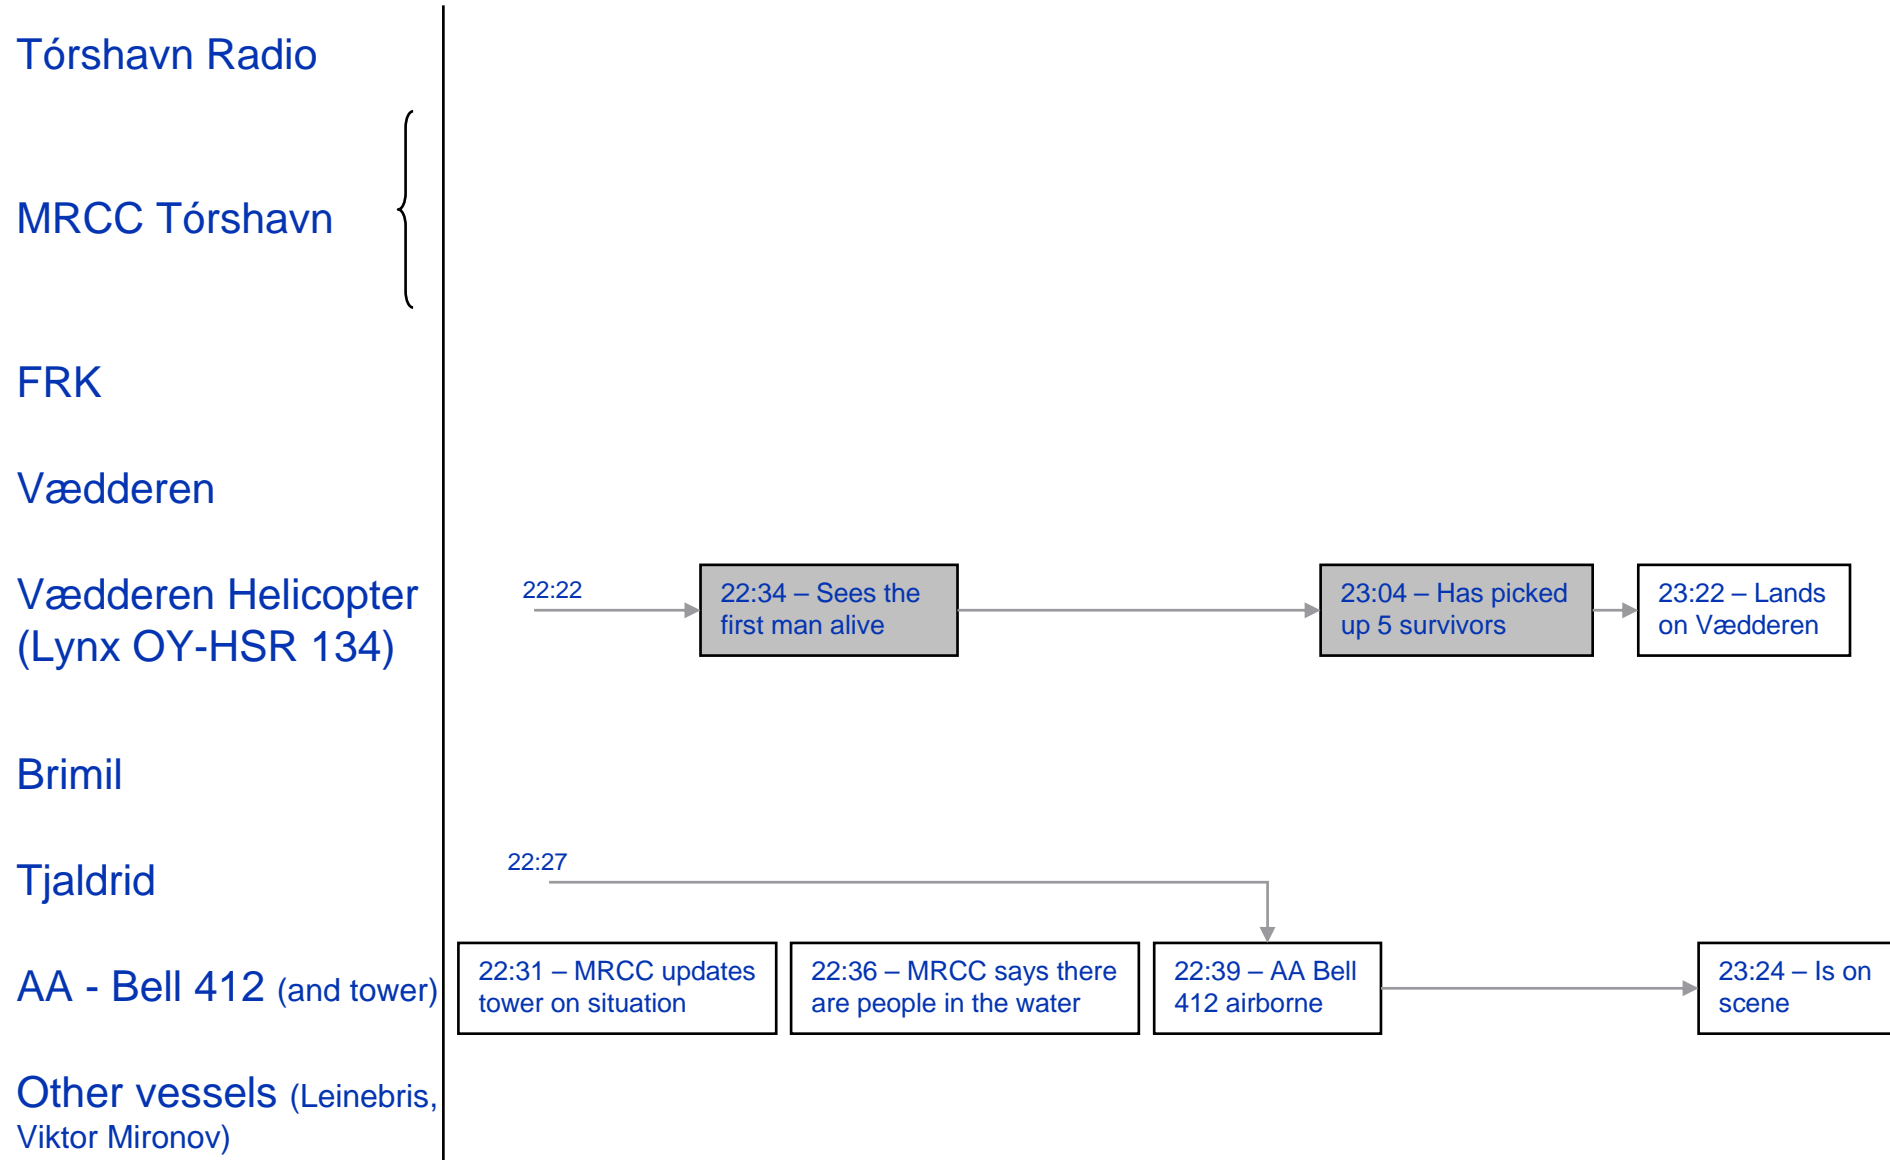 Tórshavn Radio
MRCC Tórshavn
FRK
Vædderen
Vædderen Helicopter
(Lynx OY-HSR 134)
22:22
22:34 – Sees the
first man alive
23:04 – Has picked
up 5 survivors
23:22 – Lands
on Vædderen
Brimil
Tjaldrid
22:27
AA - Bell 412 (and tower)
22:31 – MRCC updates
tower on situation
22:36 – MRCC says there
are people in the water
22:39 – AA Bell
412 airborne
23:24 – Is on
scene
Other vessels (Leinebris,
Viktor Mironov)